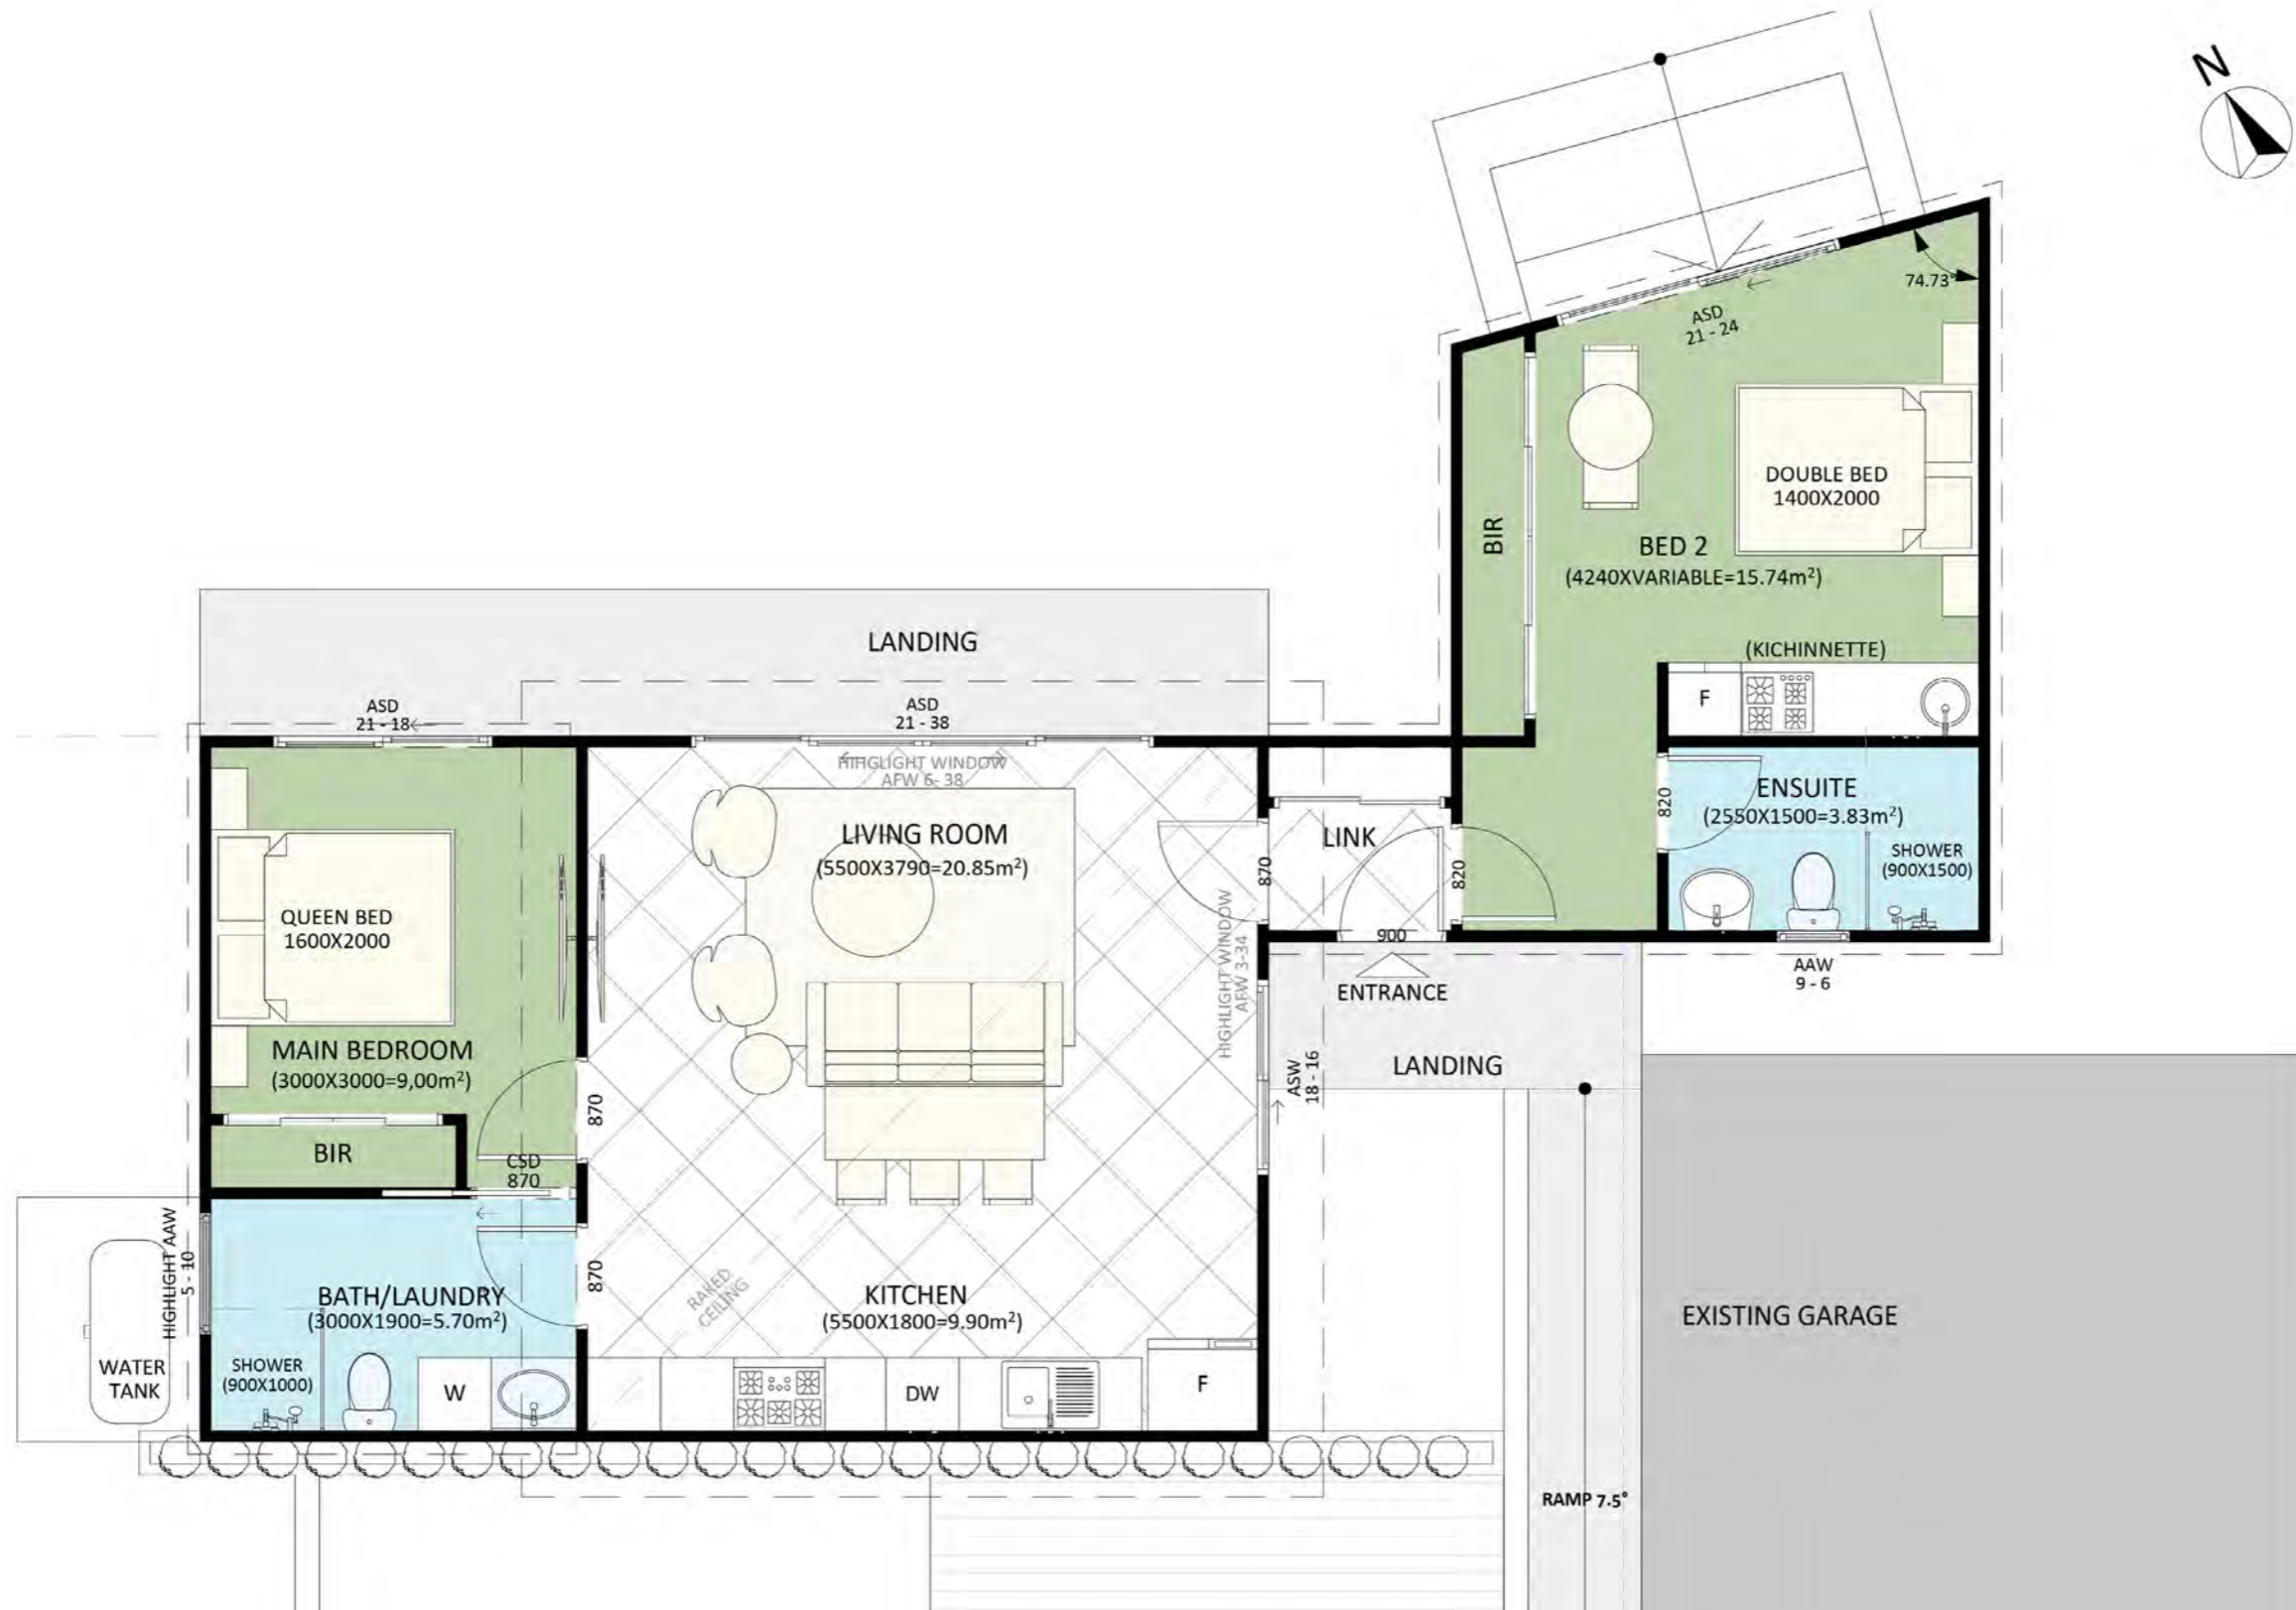 N
74.73°
ASD
21 - 24
DOUBLE BED
1400X2000
BIR
BED 2
(4240XVARIABLE=15.74m²)
(KICHINNETTE)
F
LANDING
ASD
21 - 18
ASD
21 - 38
HIHGLIGHT WINDOW
AFW 6- 38
LIVING ROOM
(5500X3790=20.85m²)
LINK
870
820
820
ENSUITE
(2550X1500=3.83m²)
SHOWER
(900X1500)
QUEEN BED
1600X2000
HIGHLIGHT WINDOW
AFW 3-34
900
ENTRANCE
AAW
9 - 6
MAIN BEDROOM
(3000X3000=9,00m²)
870
ASW
18 - 16
LANDING
BIR
CSD
870
HIGHLIGHT AAW
5 - 10
BATH/LAUNDRY
(3000X1900=5.70m²)
870
RAKED
CEILING
KITCHEN
(5500X1800=9.90m²)
EXISTING GARAGE
WATER
TANK
SHOWER
(900X1000)
W
DW
F
RAMP 7.5°